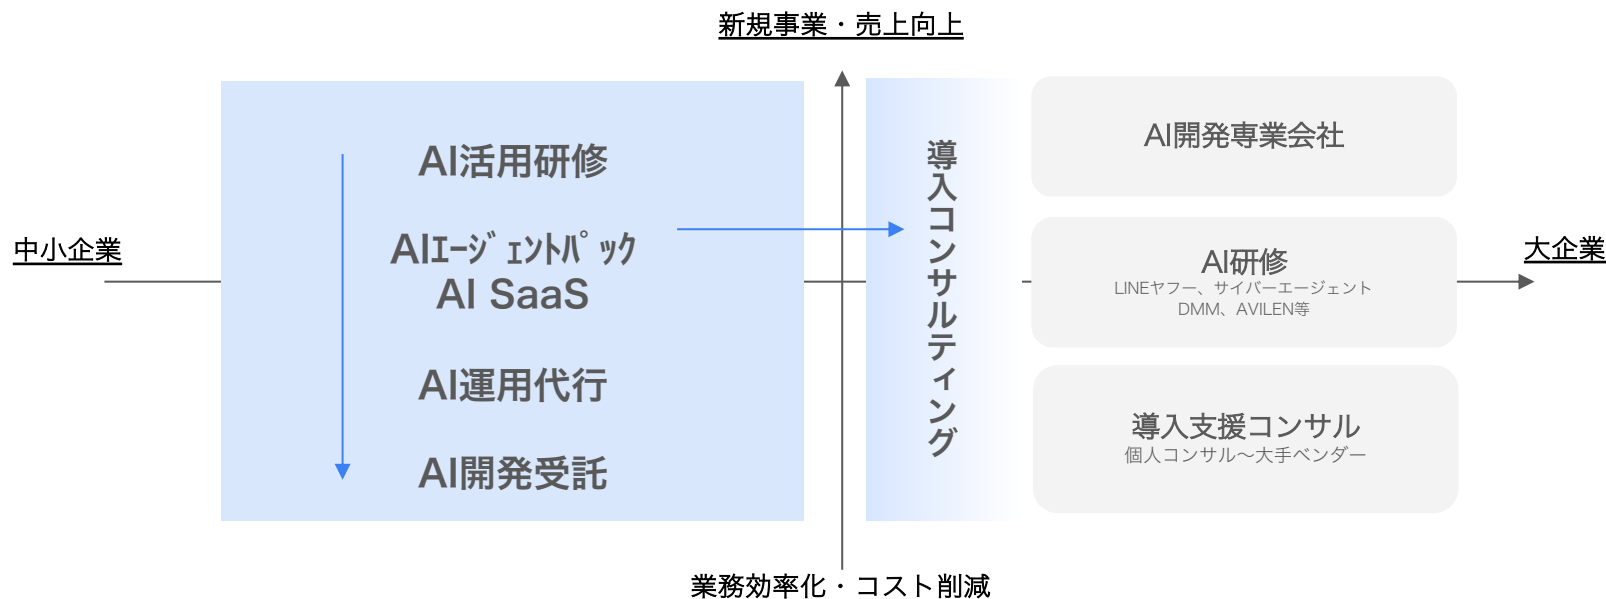 新規事業・売上向上
中小企業
AI活用研修
AIｴｰｼﾞｪﾝﾄﾊﾟｯｸ
AI SaaS
AI運用代行
AI開発受託
導入コンサルティング
AI開発専業会社
AI研修
LINEヤフー、サイバーエージェント
DMM、AVILEN等
導入支援コンサル
個人コンサル〜大手ベンダー
大企業
業務効率化・コスト削減